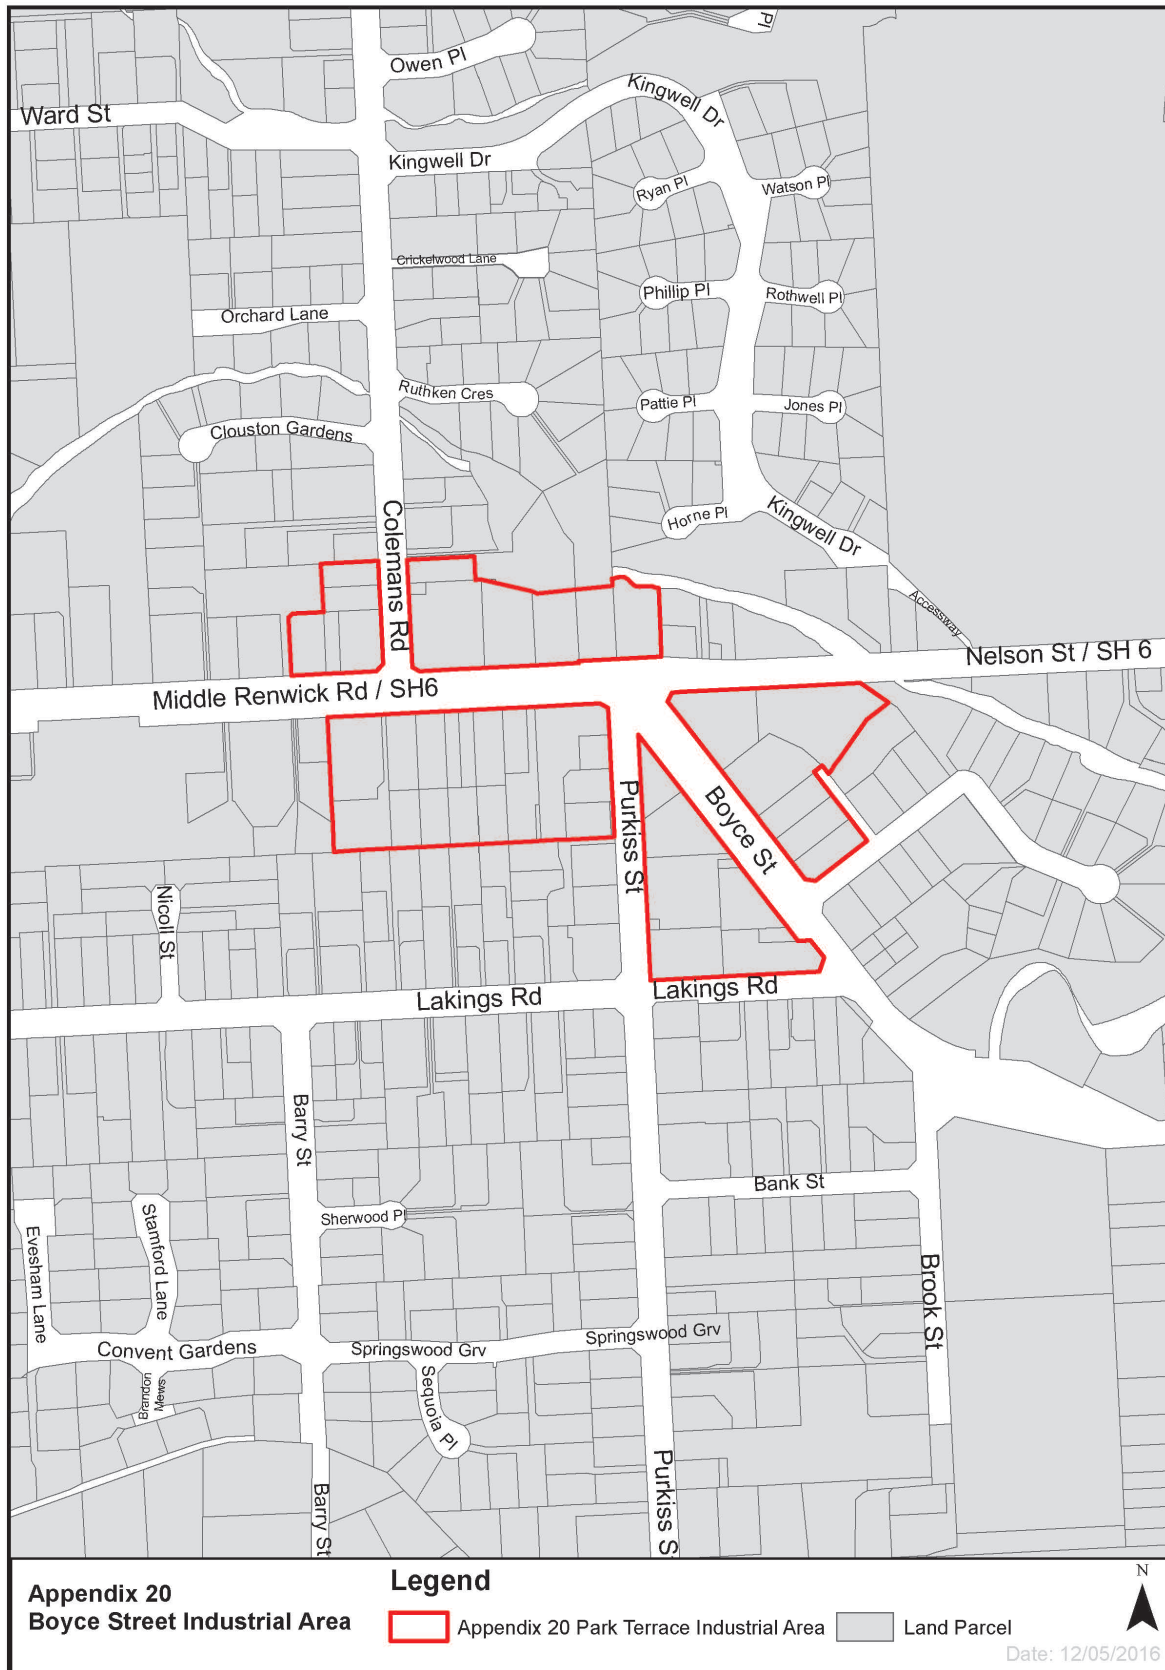 Pl
Owen Pl
Kingwell Dr
Ward St
Kingwell Dr
Ryan Pl
Watson Pl
Crickelwood Lane
Phillip Pl
Rothwell Pl
Orchard Lane
Ruthken Cres
Pattie Pl
Jones Pl
Clouston Gardens
Colemans Rd
Horne Pl
Kingwell Dr
Accessway
Nelson St / SH 6
Middle Renwick Rd / SH6
Purkiss St
Boyce St
Nicoll St
Lakings Rd
Lakings Rd
Barry St
Bank St
Sherwood Pl
Stamford Lane
Evesham Lane
Brook St
Springswood Grv
Convent Gardens
Springswood Grv
Brandon
Mews
Sequoia Pl
Purkiss S
Barry St
Appendix 20
Boyce Street Industrial Area
Legend
Appendix 20 Park Terrace Industrial Area
Land Parcel
N
Date: 12/05/2016